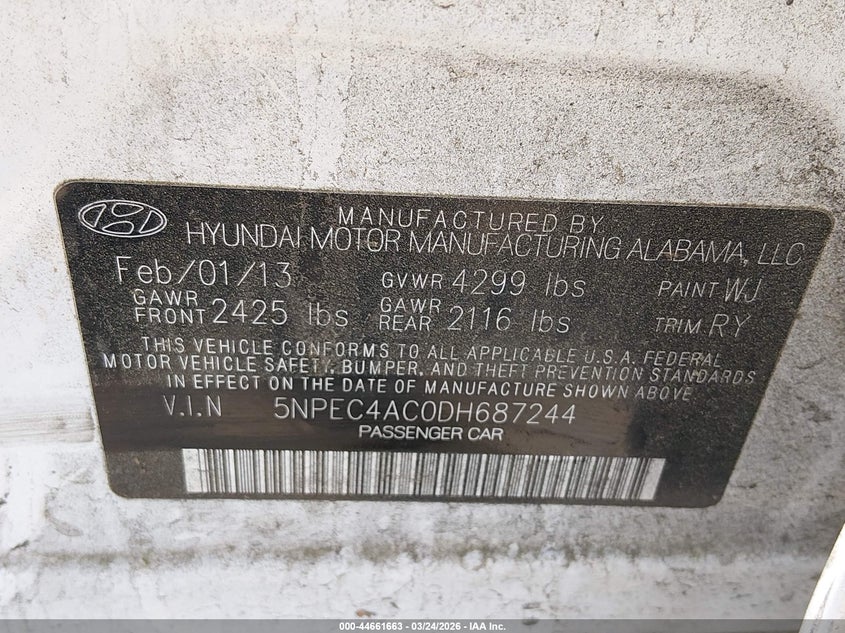 MANUFACTURED BY
HYUNDAI MOTOR MANUFACTURING ALABAMA, LLC
Feb/01/13 GVWR 4299 lbs PAINT WJ
GAWR FRONT 2425 lbs GAWR REAR 2116 lbs TRIM RY
THIS VEHICLE CONFORMS TO ALL APPLICABLE U.S.A. FEDERAL
MOTOR VEHICLE SAFETY, BUMPER, AND THEFT PREVENTION STANDARDS
IN EFFECT ON THE DATE OF MANUFACTURE SHOWN ABOVE
V.I.N 5NPEC4AC0DH687244
PASSENGER CAR
000-44661663 - 03/24/2026 - IAA Inc.